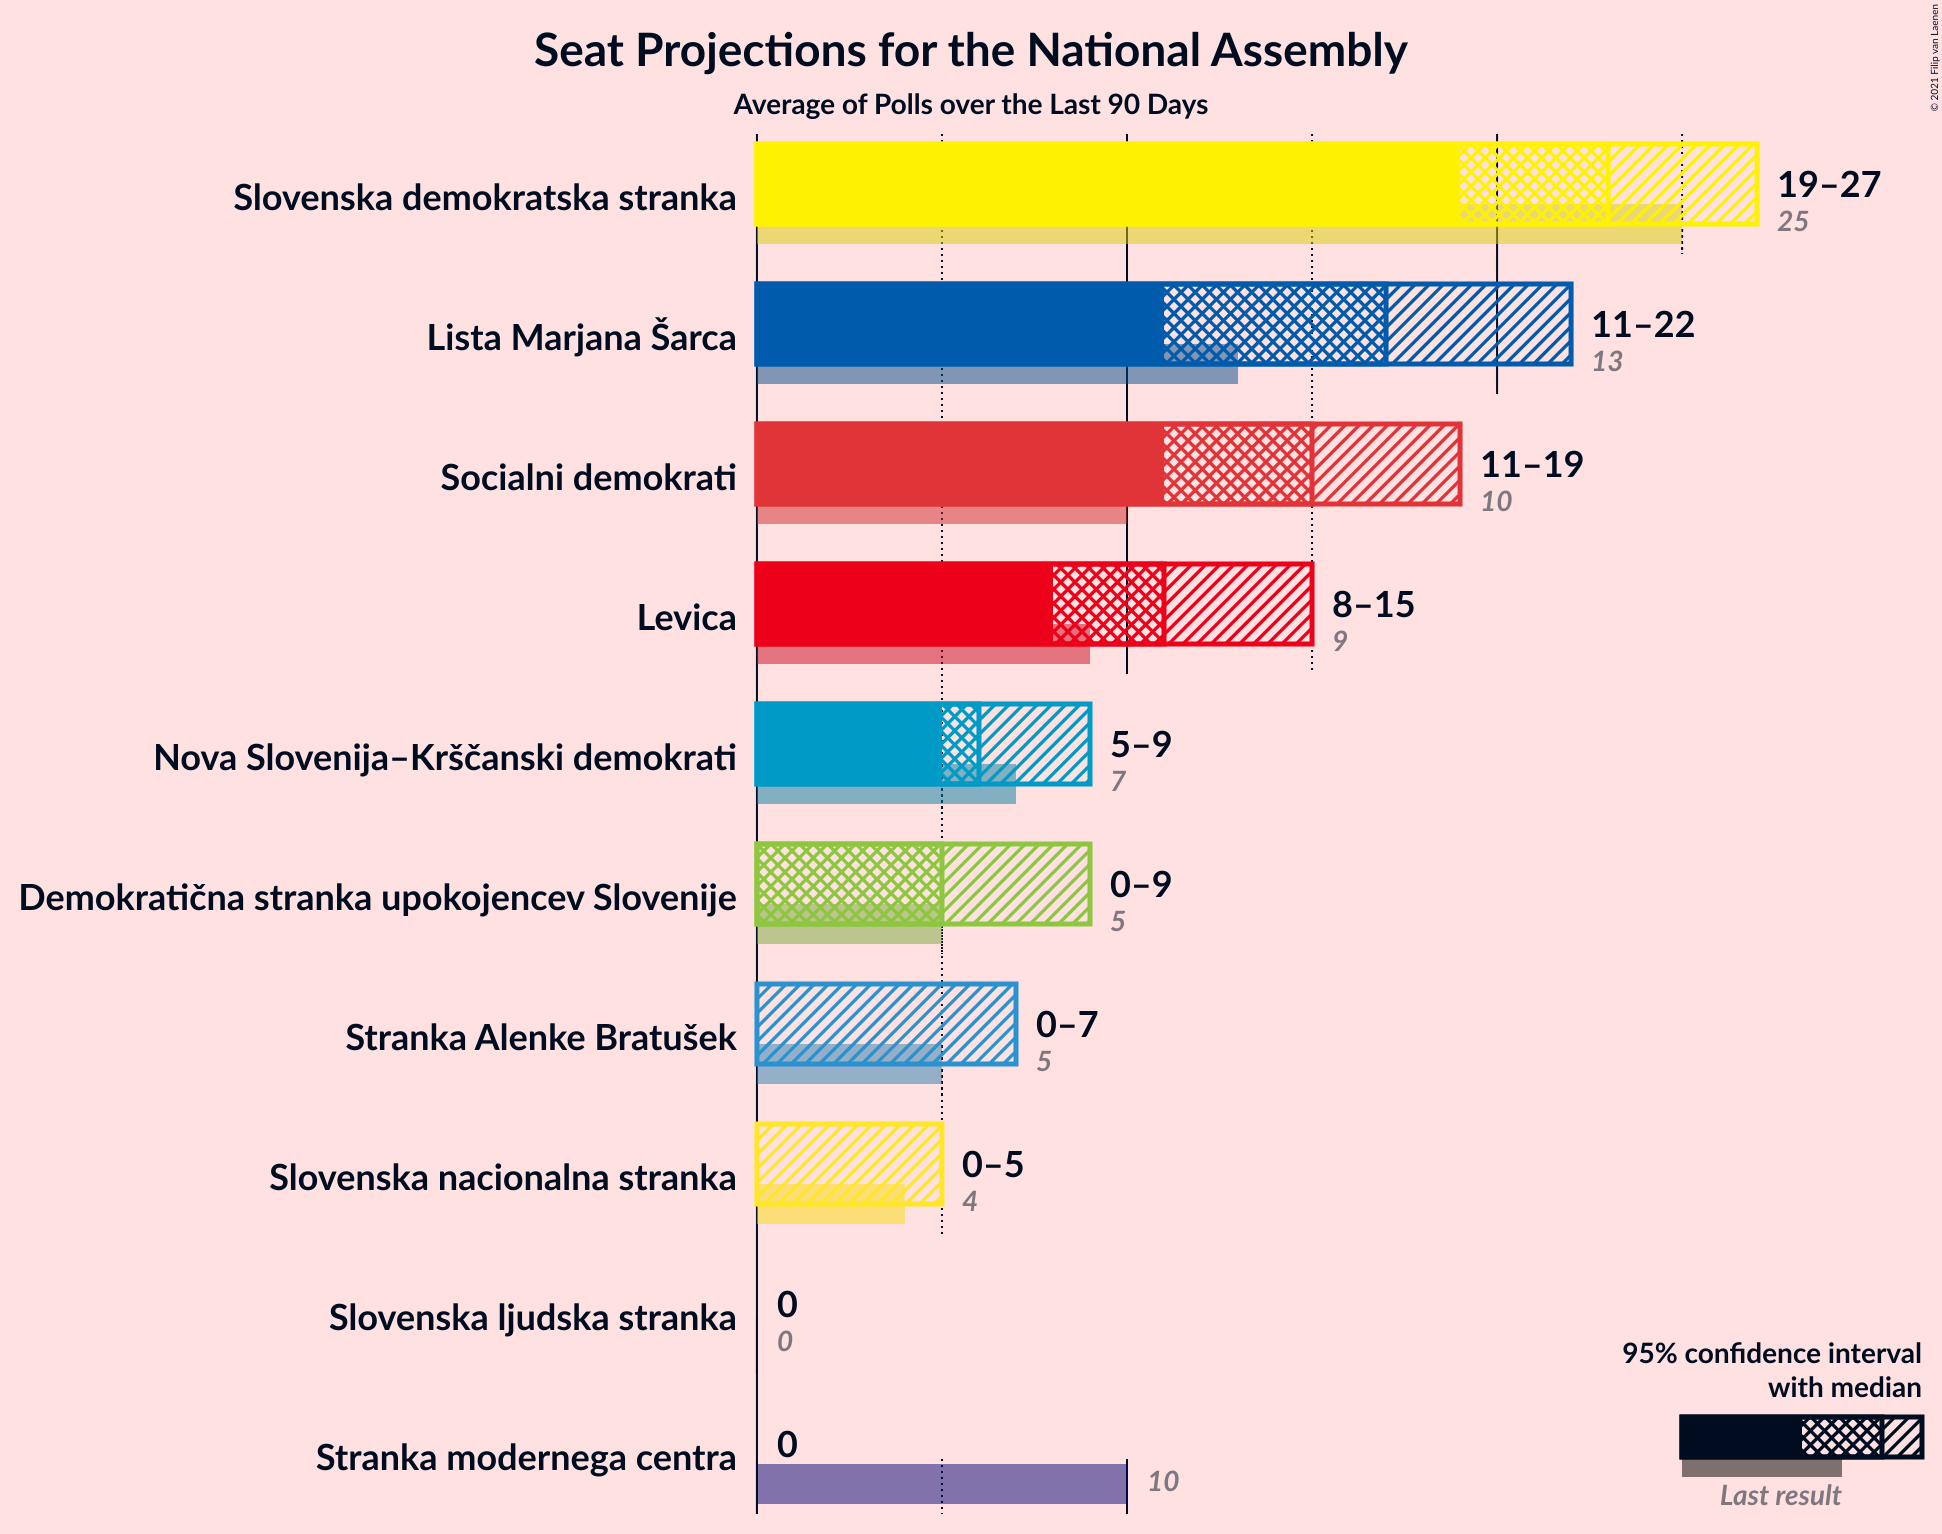 Seat Projections for the National Assembly
Average of Polls over the Last 90 Days
© 2021 Filip van Laenen
Slovenska demokratska stranka
19–27
25
Lista Marjana Šarca
11–22
13
Socialni demokrati
11–19
10
Levica
8–15
9
Nova Slovenija–Krščanski demokrati
5–9
7
Demokratična stranka upokojencev Slovenije
0–9
5
Stranka Alenke Bratušek
0–7
5
Slovenska nacionalna stranka
0–5
4
Slovenska ljudska stranka
0
0
Stranka modernega centra
0
10
95% confidence interval
with median
Last result